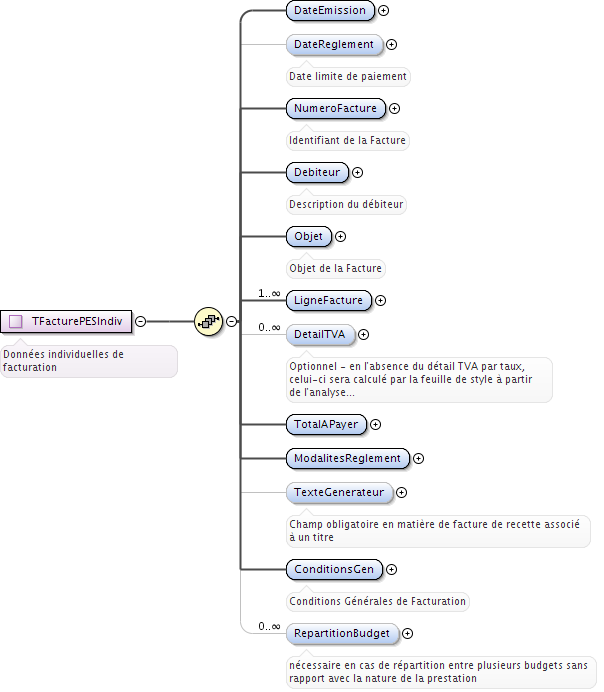 DateEmission
DateReglement
Date limite de paiement
NumeroFacture
Identifiant de la Facture
Debiteur
Description du débiteur
Objet
Objet de la Facture
1..∞
LigneFacture
TFacturePESIndiv
Données individuelles de
facturation
0..∞
DetailTVA
Optionnel - en l'absence du détail TVA par taux,
celui-ci sera calculé par la feuille de style à partir
de l'analyse...
TotalAPayer
ModalitesReglement
TexteGenerateur
Champ obligatoire en matière de facture de recette associé
à un titre
ConditionsGen
Conditions Générales de Facturation
0..∞
RepartitionBudget
nécessaire en cas de répartition entre plusieurs budgets sans
rapport avec la nature de la prestation